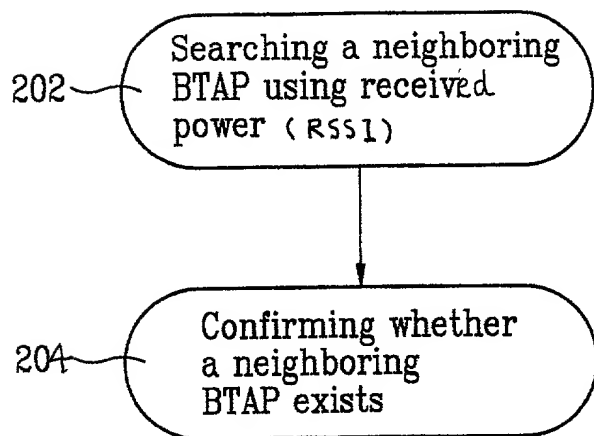 202
Searching a neighboring
BTAP using received
power (RSSI)
204
Confirming whether
a neighboring
BTAP exists